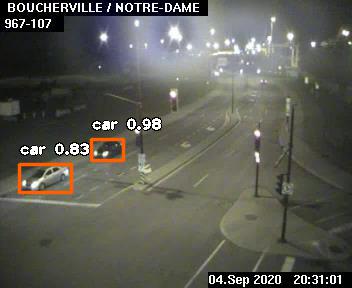 BOUCHERVILLE / NOTRE-DAME
967-107
car 0.98
car 0.83
04.Sep 2020 20:31:01